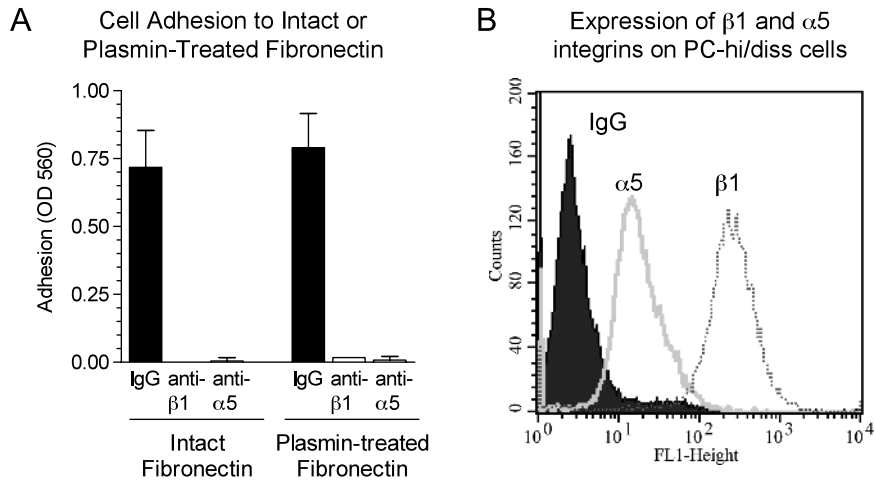 A
Cell Adhesion to Intact or
Plasmin-Treated Fibronectin
1.00
0.75
0.50
0.25
0.00
Adhesion (OD 560)
IgG anti- anti-
β1 α5
IgG anti- anti-
β1 α5
Intact
Fibronectin
Plasmin-treated
Fibronectin
B
Expression of β1 and α5
integrins on PC-hi/diss cells
200
160
120
80
40
0
Counts
IgG
α5
β1
10⁰ 10¹ 10² 10³ 10⁴
FL1-Height